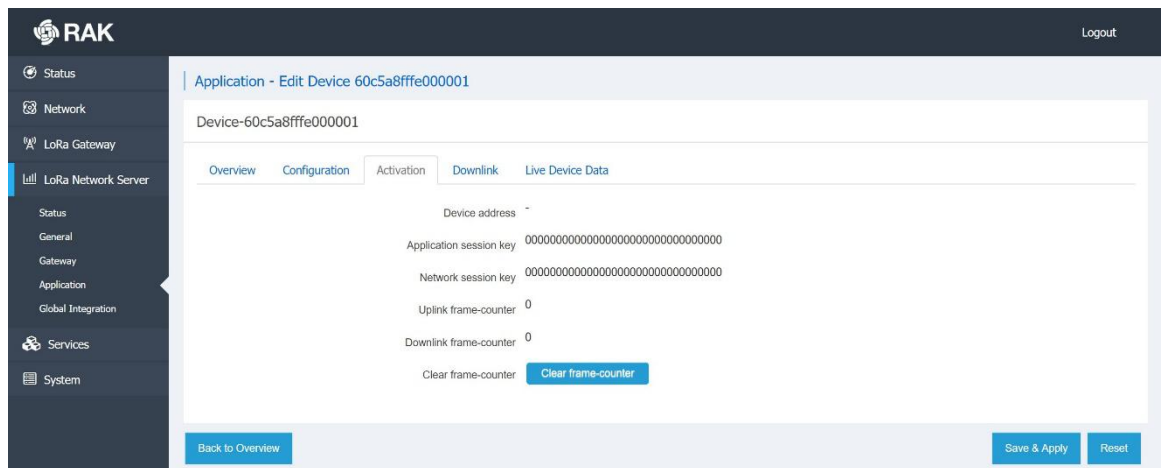 RAK
Logout
Status
Network
LoRa Gateway
LoRa Network Server
Status
General
Gateway
Application
Global Integration
Services
System
Application - Edit Device 60c5a8fffe000001
Device-60c5a8fffe000001
Overview Configuration Activation Downlink Live Device Data
Device address -
Application session key 00000000000000000000000000000000
Network session key 00000000000000000000000000000000
Uplink frame-counter 0
Downlink frame-counter 0
Clear frame-counter Clear frame-counter
Back to Overview Save & Apply Reset